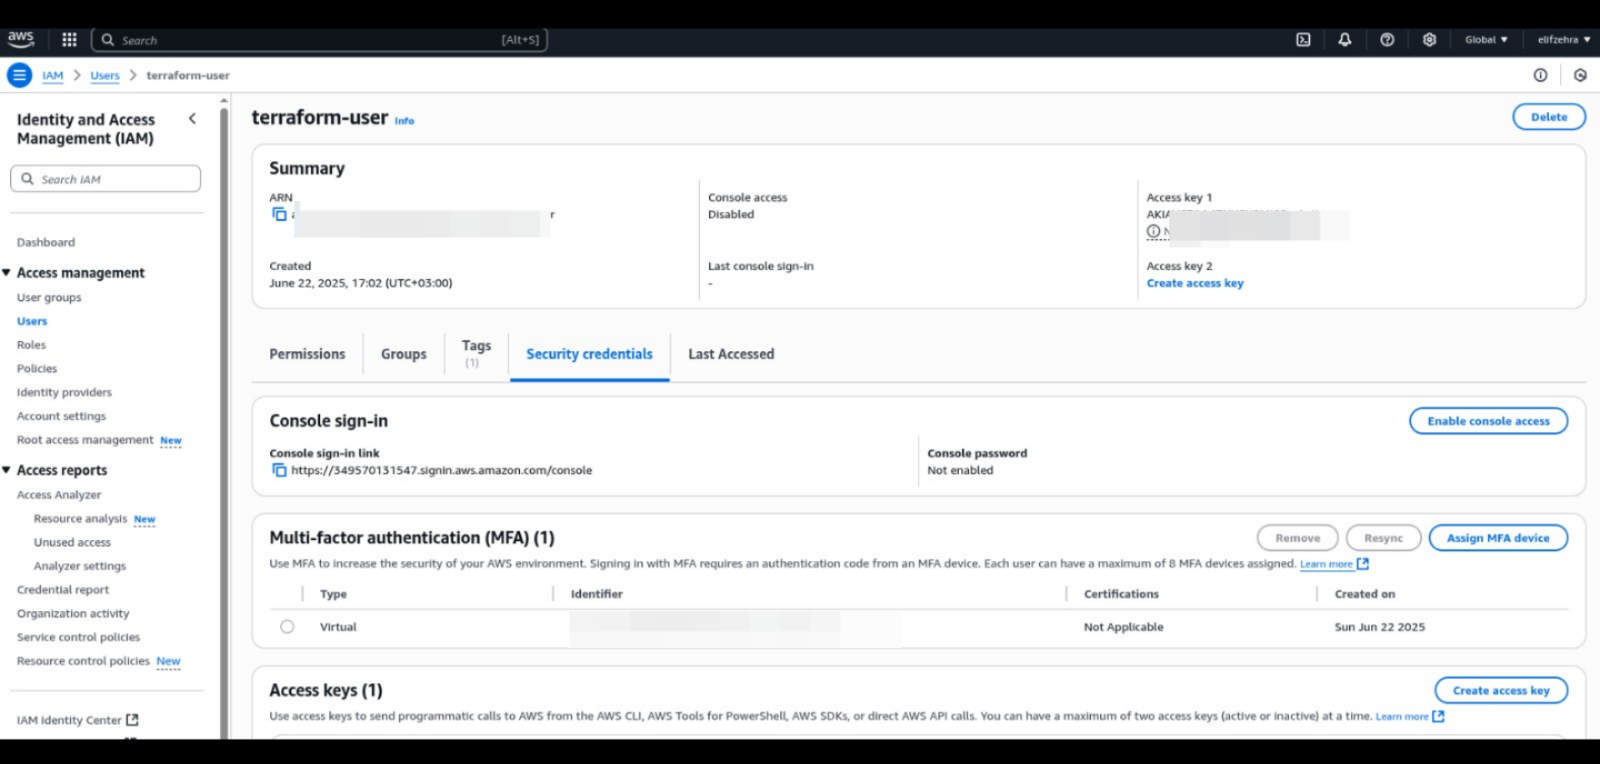 aws
Search [Alt+S]
Global ▼ elifzehra ▼
IAM > Users > terraform-user
Identity and Access
Management (IAM)
Search IAM
Dashboard
Access management
User groups
Users
Roles
Policies
Identity providers
Account settings
Root access management New
Access reports
Access Analyzer
Resource analysis New
Unused access
Analyzer settings
Credential report
Organization activity
Service control policies
Resource control policies New
IAM Identity Center
terraform-user Info
Delete
Summary
ARN
r
Created
June 22, 2025, 17:02 (UTC+03:00)
Console access
Disabled
Last console sign-in
-
Access key 1
AKIA
Access key 2
Create access key
Permissions
Groups
Tags
(1)
Security credentials
Last Accessed
Console sign-in
Enable console access
Console sign-in link
https://349570131547.signin.aws.amazon.com/console
Console password
Not enabled
Multi-factor authentication (MFA) (1)
Remove
Resync
Assign MFA device
Use MFA to increase the security of your AWS environment. Signing in with MFA requires an authentication code from an MFA device. Each user can have a maximum of 8 MFA devices assigned. Learn more
Type Identifier Certifications Created on
Virtual Not Applicable Sun Jun 22 2025
Access keys (1)
Create access key
Use access keys to send programmatic calls to AWS from the AWS CLI, AWS Tools for PowerShell, AWS SDKs, or direct AWS API calls. You can have a maximum of two access keys (active or inactive) at a time. Learn more